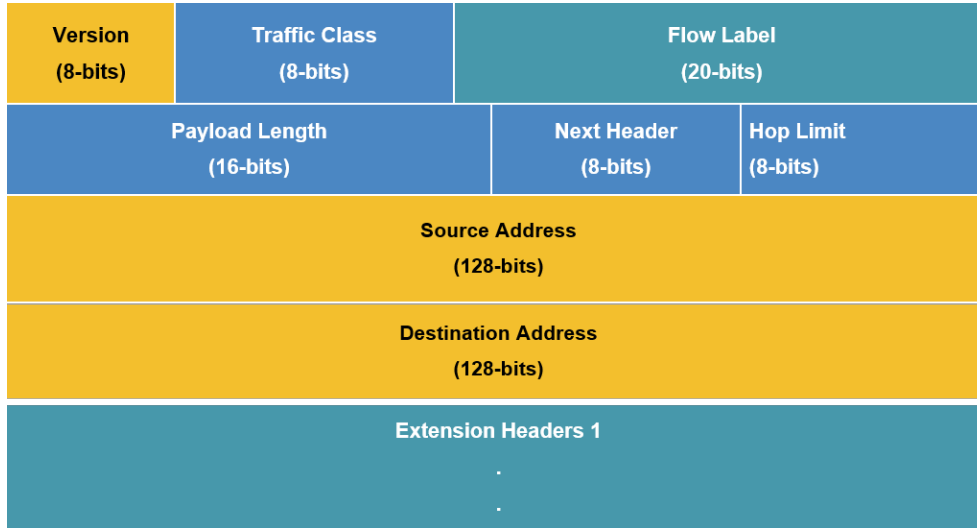 Version Traffic Class Flow Label
(8-bits) (8-bits) (20-bits)
Payload Length Next Header Hop Limit
(16-bits) (8-bits) (8-bits)
Source Address
(128-bits)
Destination Address
(128-bits)
Extension Headers 1
.
.